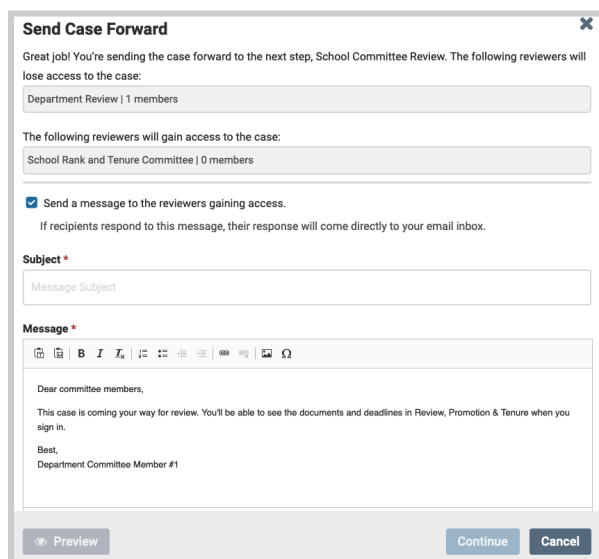 Send Case Forward
Great job! You're sending the case forward to the next step, School Committee Review. The following reviewers will
lose access to the case:
Department Review | 1 members
The following reviewers will gain access to the case:
School Rank and Tenure Committee | 0 members
Send a message to the reviewers gaining access.
If recipients respond to this message, their response will come directly to your email inbox.
Subject *
Message Subject
Message *
B I Ix Ω
Dear committee members,
This case is coming your way for review. You'll be able to see the documents and deadlines in Review, Promotion & Tenure when you
sign in.
Best,
Department Committee Member #1
Preview Continue Cancel